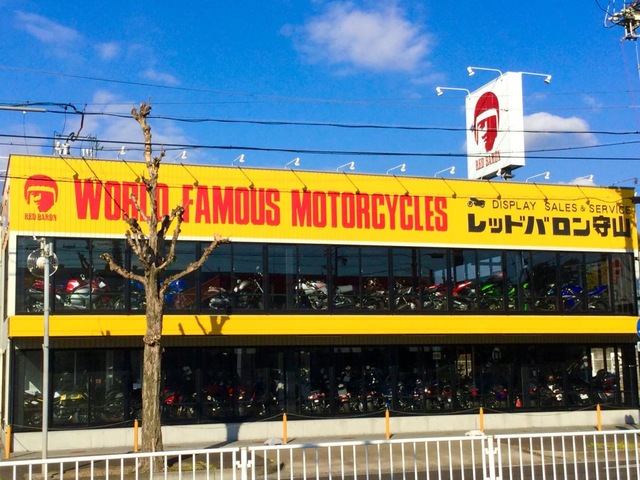 RED BARON
RED BARON
WORLD FAMOUS MOTORCYCLES
DISPLAY SALES & SERVICE
レッドバロン守山